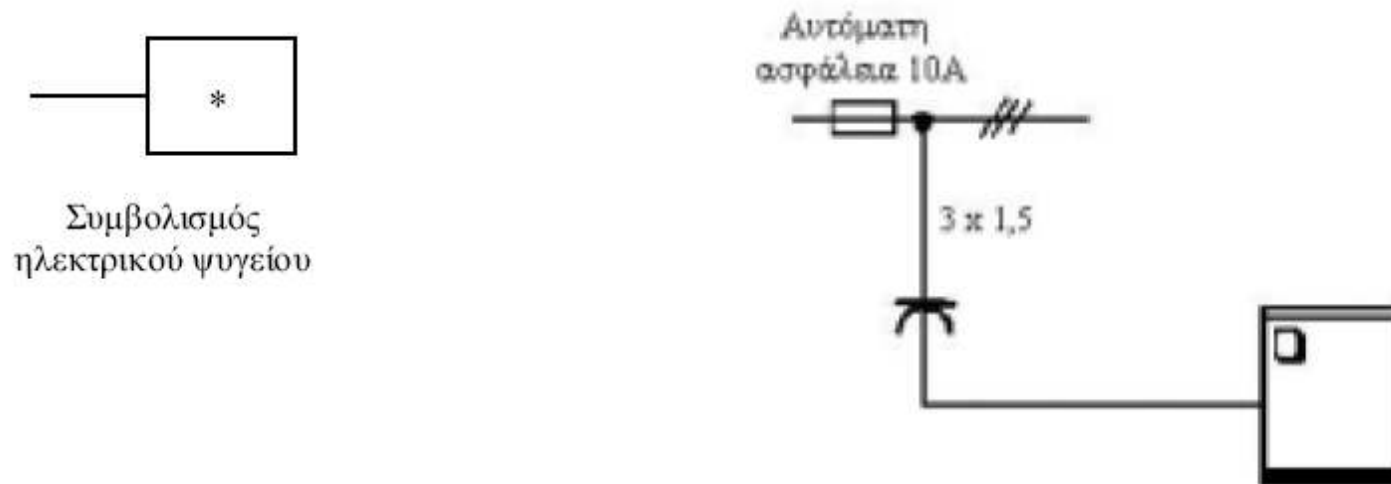 *
Συμβολισμός
ηλεκτρικού ψυγείου
Αυτόματη
ασφάλεια 10Α
3 x 1,5